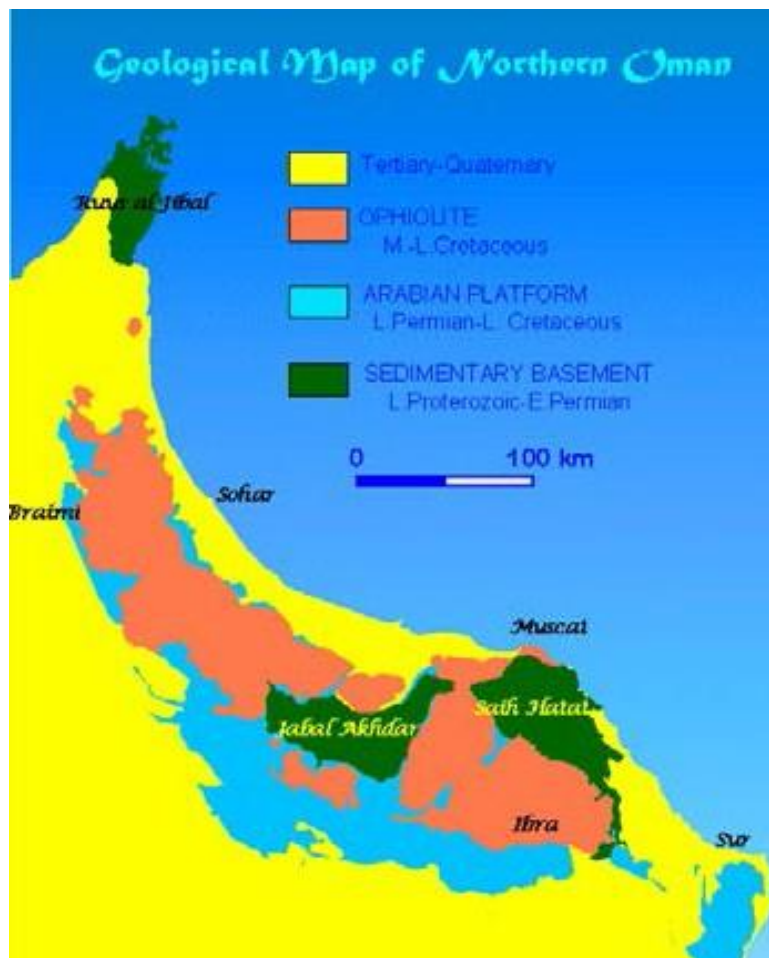 Geological Map of Northern Oman
Tertiary-Quaternary
Ruus al Jibal
OPHIOLITE
M.-L.Cretaceous
ARABIAN PLATFORM
L.Permian-L. Cretaceous
SEDIMENTARY BASEMENT
L.Proterozoic-E.Permian
0 100 km
Sohar
Braimi
Muscat
Saih Hatat
Jabal Akhdar
Ibra
Sur